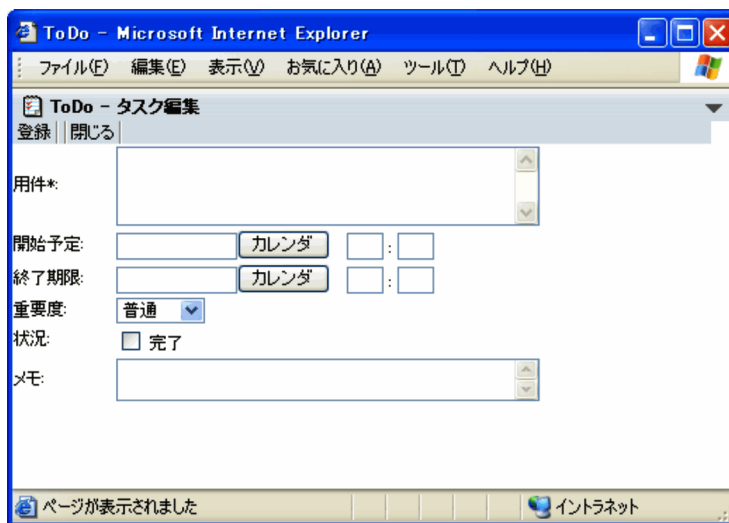 ToDo - Microsoft Internet Explorer
ファイル(F) 編集(E) 表示(V) お気に入り(A) ツール(T) ヘルプ(H)
ToDo - タスク編集
登録 閉じる
用件*:
開始予定: カレンダ :
終了期限: カレンダ :
重要度: 普通
状況: 完了
メモ:
ページが表示されました イントラネット